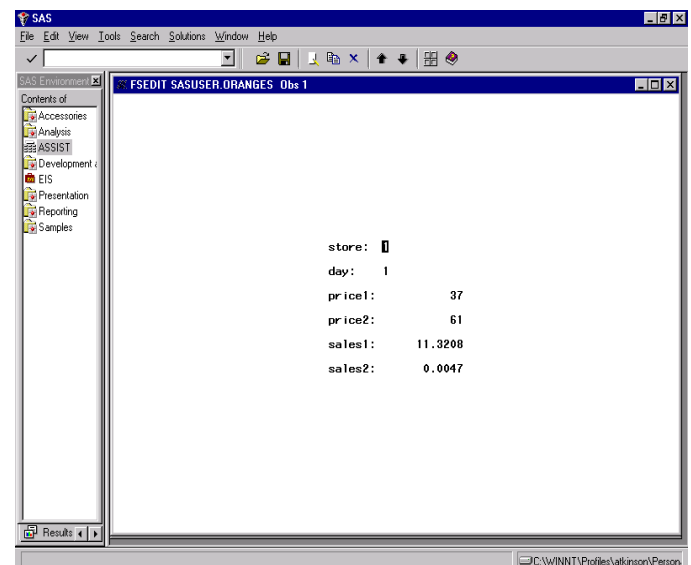 SAS
File Edit View Tools Search Solutions Window Help
SAS Environment
Contents of
Accessories
Analysis
ASSIST
Development
EIS
Presentation
Reporting
Samples
Results
FSEDIT SASUSER.ORANGES Obs 1
store: 1
day: 1
price1: 37
price2: 61
sales1: 11.3208
sales2: 0.0047
C:\WINNT\Profiles\atkinson\Person